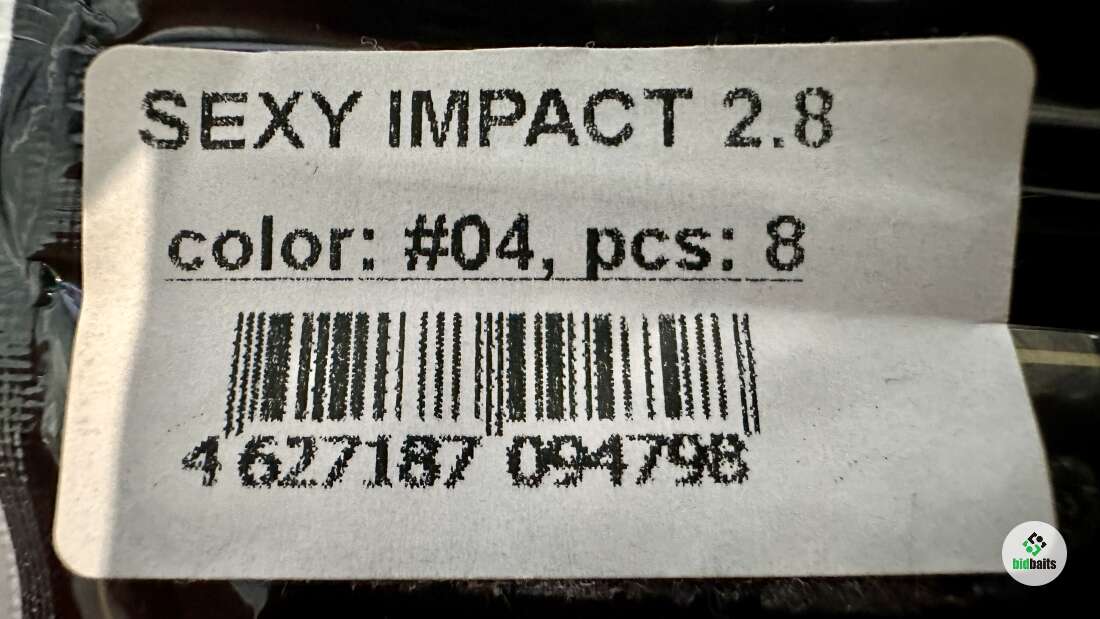 SEXY IMPACT 2.8
color: #04, pcs: 8
4 627187 094798
bidbaits